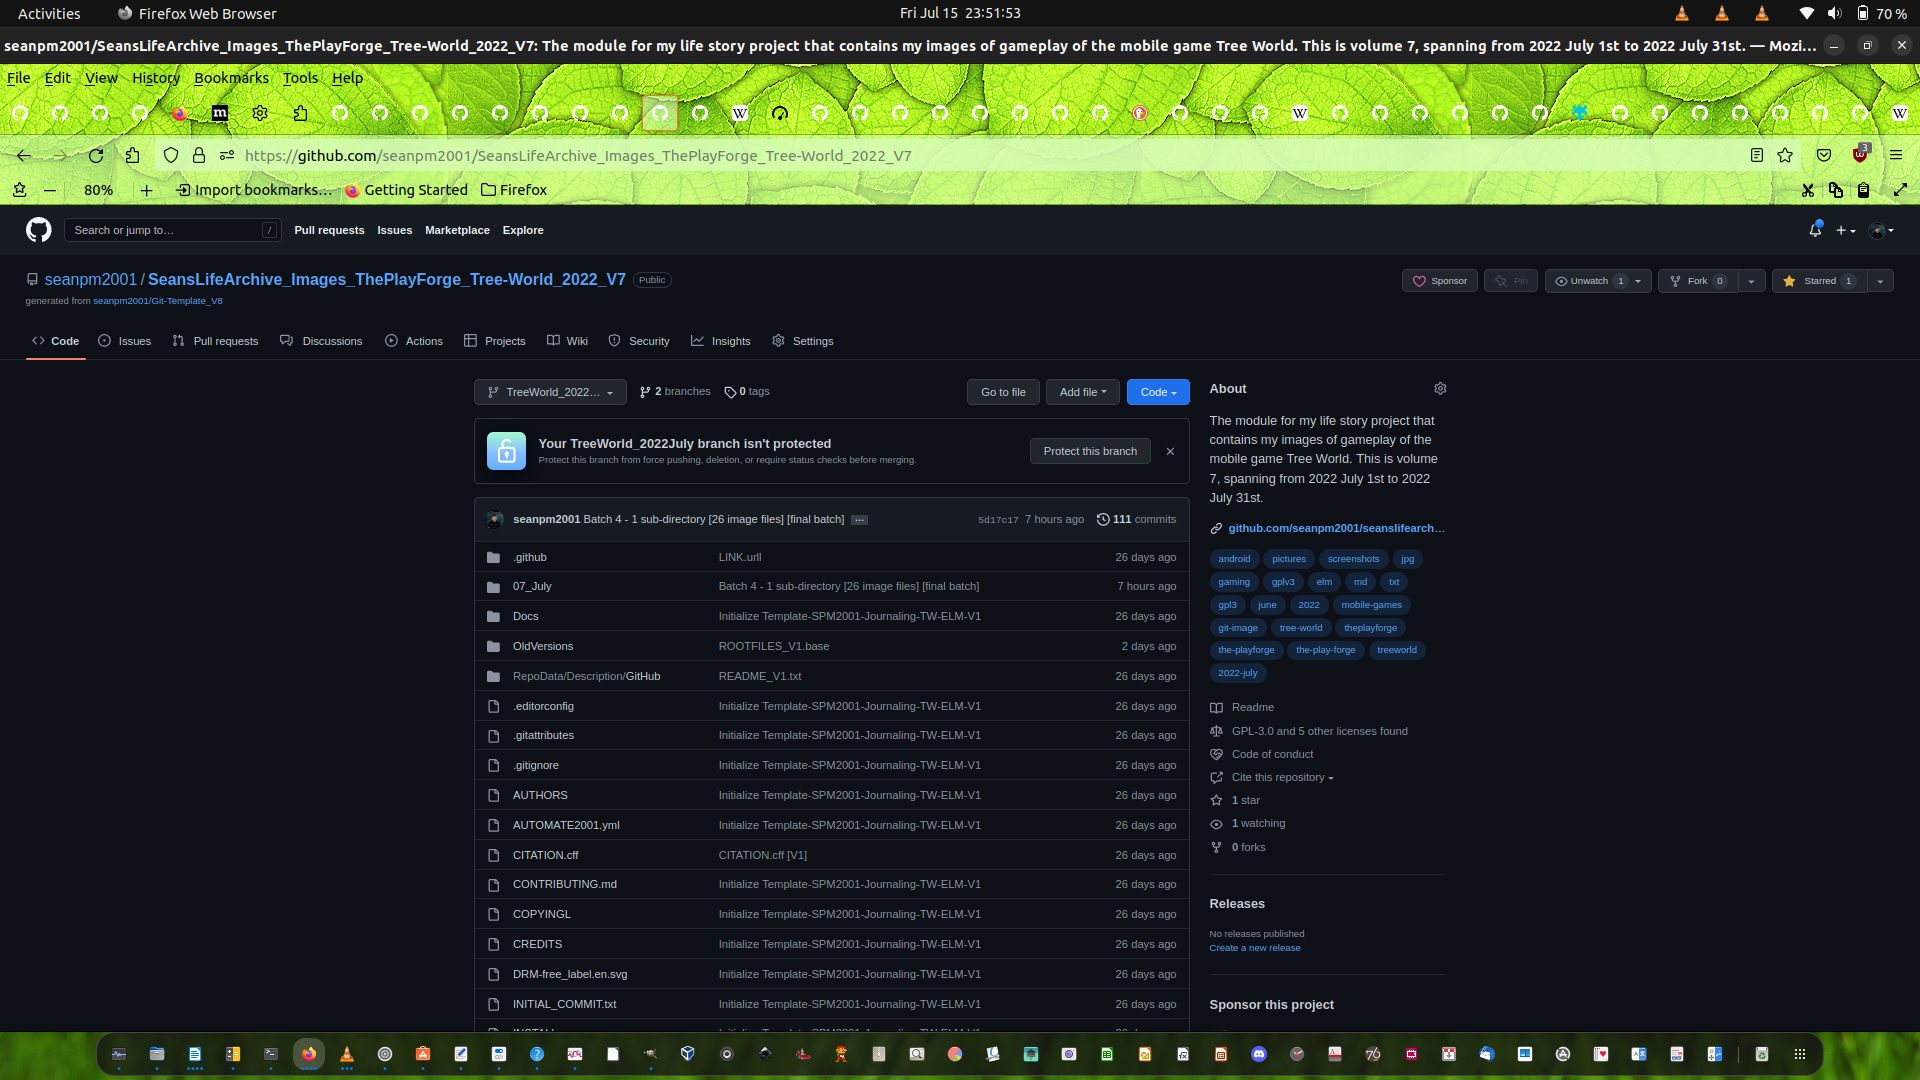 Activities
Firefox Web Browser
Fri Jul 15 23:51:53
70 %
seanpm2001/SeansLifeArchive_Images_ThePlayForge_Tree-World_2022_V7: The module for my life story project that contains my images of gameplay of the mobile game Tree World. This is volume 7, spanning from 2022 July 1st to 2022 July 31st. — Mozi…
File Edit View History Bookmarks Tools Help
https://github.com/seanpm2001/SeansLifeArchive_Images_ThePlayForge_Tree-World_2022_V7
3
80%
Import bookmarks…
Getting Started
Firefox
Search or jump to…
/
Pull requests
Issues
Marketplace
Explore
seanpm2001 / SeansLifeArchive_Images_ThePlayForge_Tree-World_2022_V7
Public
generated from seanpm2001/Git-Template_V8
Sponsor
Pin
Unwatch 1
Fork 0
Starred 1
Code
Issues
Pull requests
Discussions
Actions
Projects
Wiki
Security
Insights
Settings
TreeWorld_2022…
2 branches
0 tags
Go to file
Add file
Code
Your TreeWorld_2022July branch isn't protected
Protect this branch from force pushing, deletion, or require status checks before merging.
Protect this branch
seanpm2001 Batch 4 - 1 sub-directory [26 image files] [final batch] …
5d17c17 7 hours ago
111 commits
.github LINK.urll 26 days ago
07_July Batch 4 - 1 sub-directory [26 image files] [final batch] 7 hours ago
Docs Initialize Template-SPM2001-Journaling-TW-ELM-V1 26 days ago
OldVersions ROOTFILES_V1.base 2 days ago
RepoData/Description/GitHub README_V1.txt 26 days ago
.editorconfig Initialize Template-SPM2001-Journaling-TW-ELM-V1 26 days ago
.gitattributes Initialize Template-SPM2001-Journaling-TW-ELM-V1 26 days ago
.gitignore Initialize Template-SPM2001-Journaling-TW-ELM-V1 26 days ago
AUTHORS Initialize Template-SPM2001-Journaling-TW-ELM-V1 26 days ago
AUTOMATE2001.yml Initialize Template-SPM2001-Journaling-TW-ELM-V1 26 days ago
CITATION.cff CITATION.cff [V1] 26 days ago
CONTRIBUTING.md Initialize Template-SPM2001-Journaling-TW-ELM-V1 26 days ago
COPYINGL Initialize Template-SPM2001-Journaling-TW-ELM-V1 26 days ago
CREDITS Initialize Template-SPM2001-Journaling-TW-ELM-V1 26 days ago
DRM-free_label.en.svg Initialize Template-SPM2001-Journaling-TW-ELM-V1 26 days ago
INITIAL_COMMIT.txt Initialize Template-SPM2001-Journaling-TW-ELM-V1 26 days ago
About
The module for my life story project that
contains my images of gameplay of the
mobile game Tree World. This is volume
7, spanning from 2022 July 1st to 2022
July 31st.
github.com/seanpm2001/seanslifearch…
android pictures screenshots jpg
gaming gplv3 elm md txt
gpl3 june 2022 mobile-games
git-image tree-world theplayforge
the-playforge the-play-forge treeworld
2022-july
Readme
GPL-3.0 and 5 other licenses found
Code of conduct
Cite this repository
1 star
1 watching
0 forks
Releases
No releases published
Create a new release
Sponsor this project